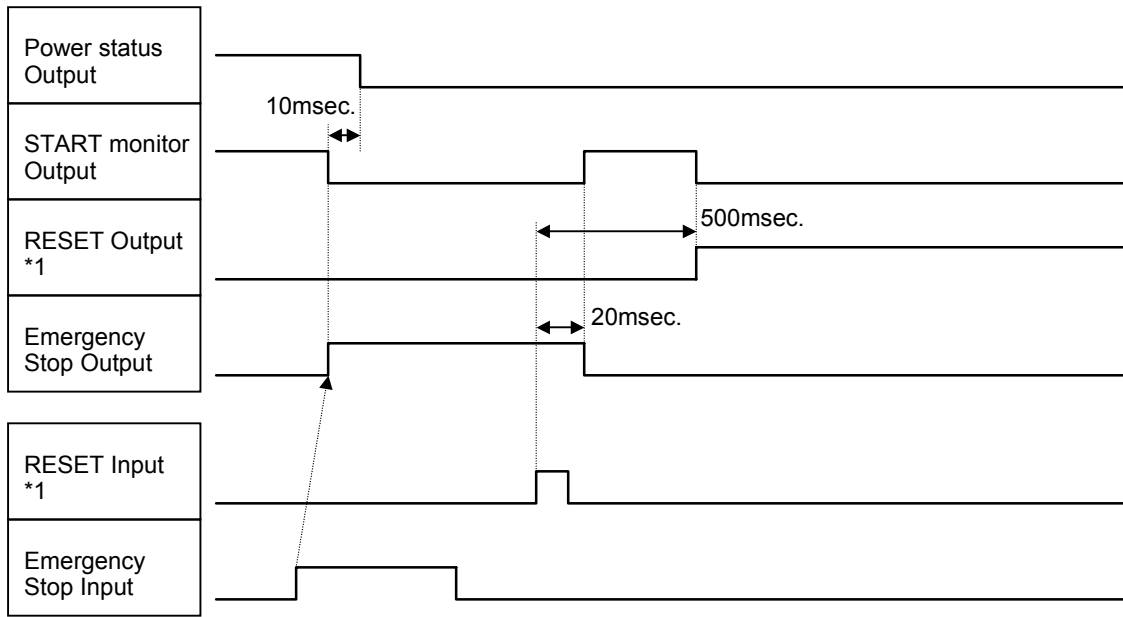 Power status
Output
10msec.
START monitor
Output
500msec.
RESET Output
*1
20msec.
Emergency
Stop Output
RESET Input
*1
Emergency
Stop Input